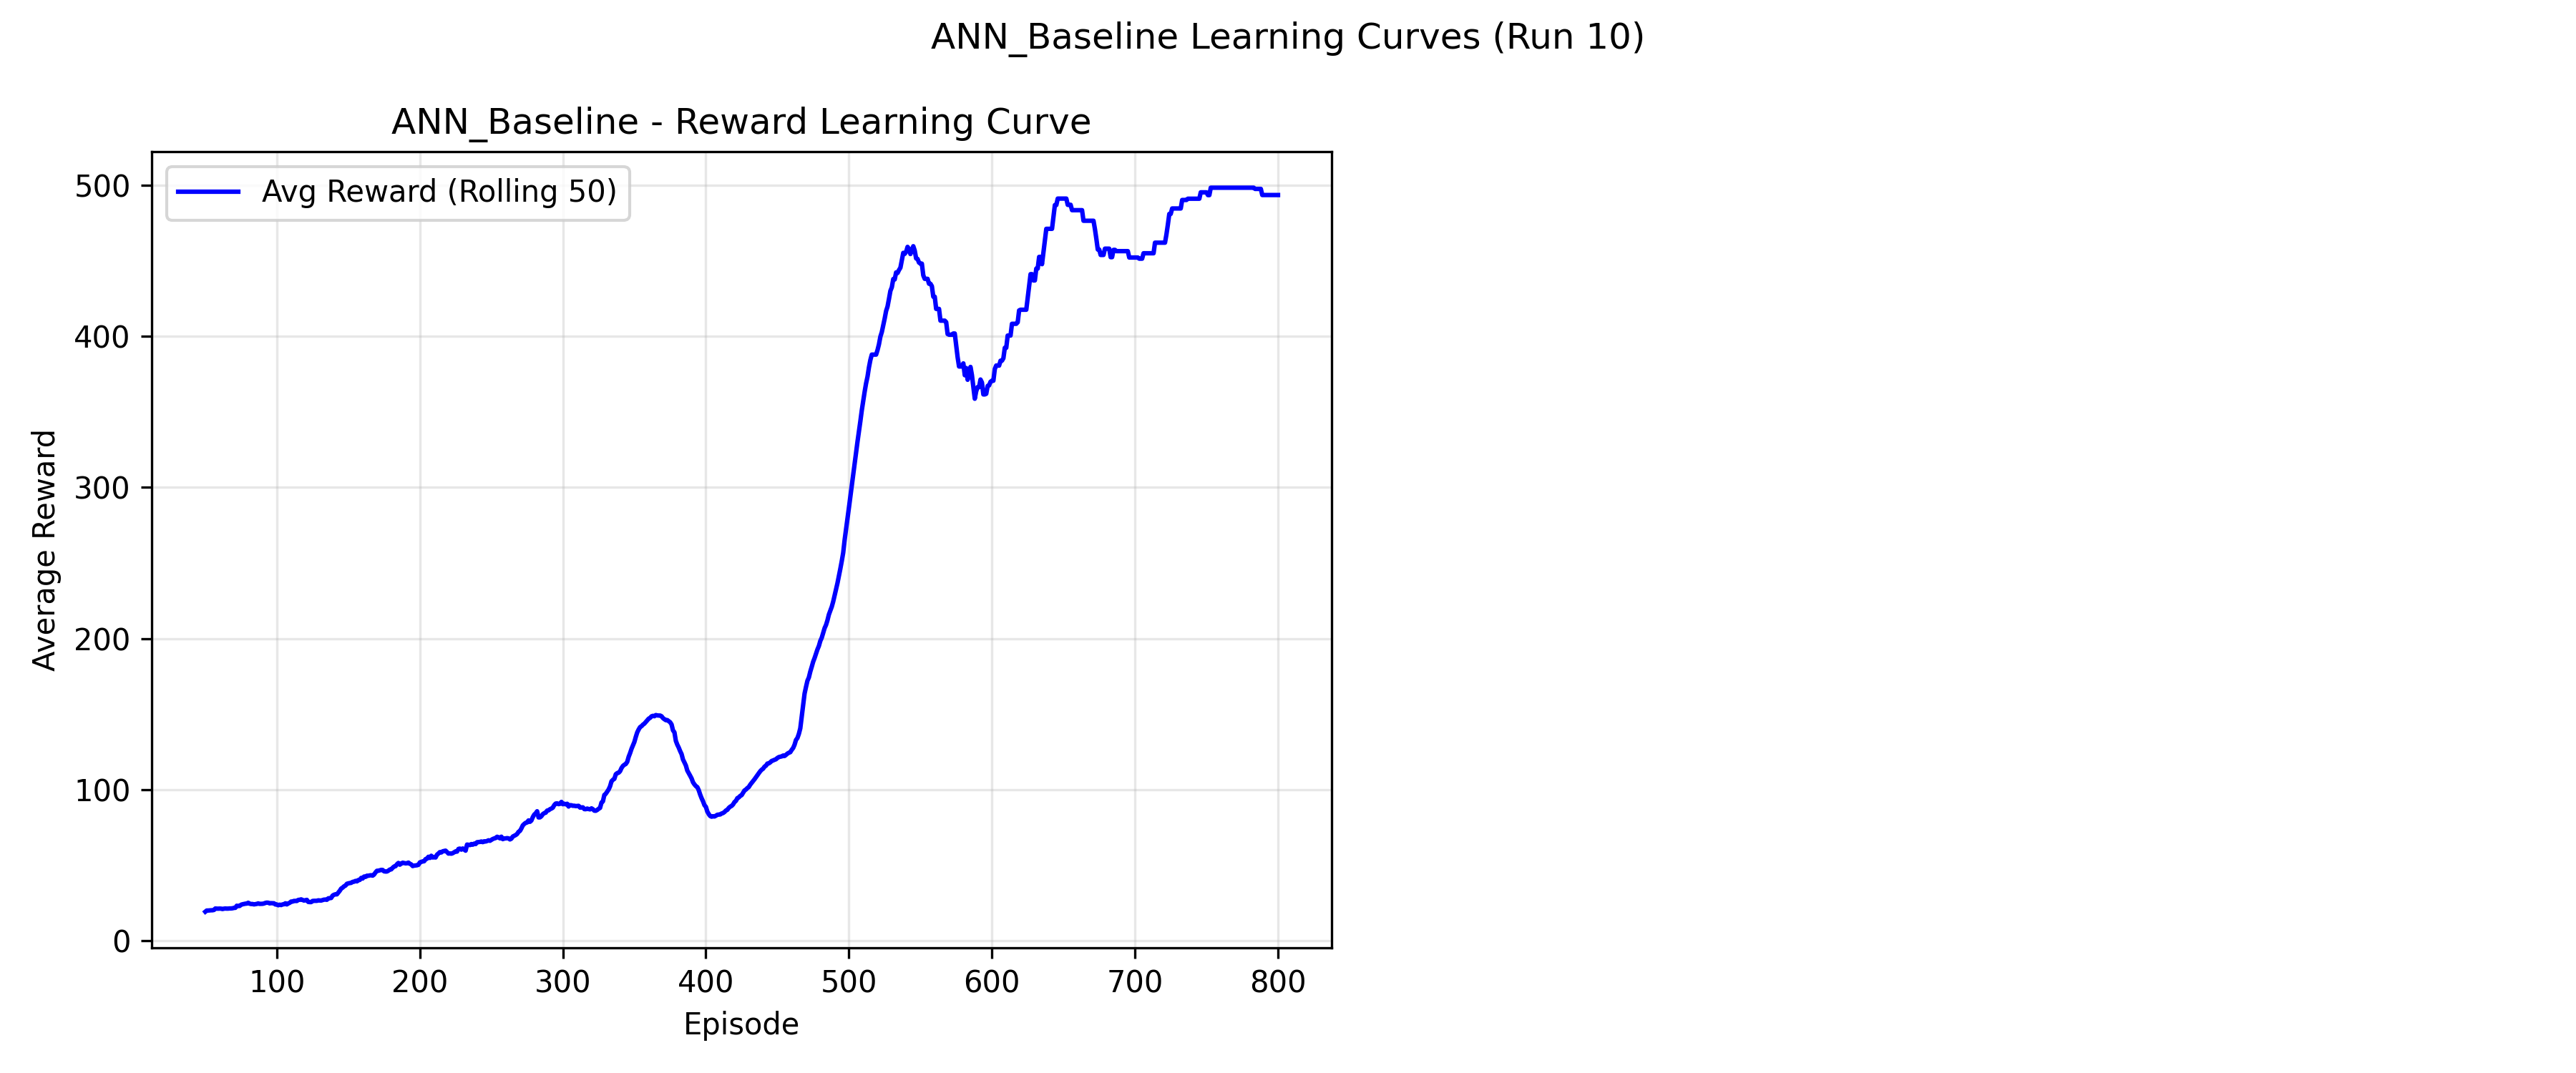 ANN_Baseline Learning Curves (Run 10)
ANN_Baseline - Reward Learning Curve
Avg Reward (Rolling 50)
Average Reward
500
400
300
200
100
0
100 200 300 400 500 600 700 800
Episode